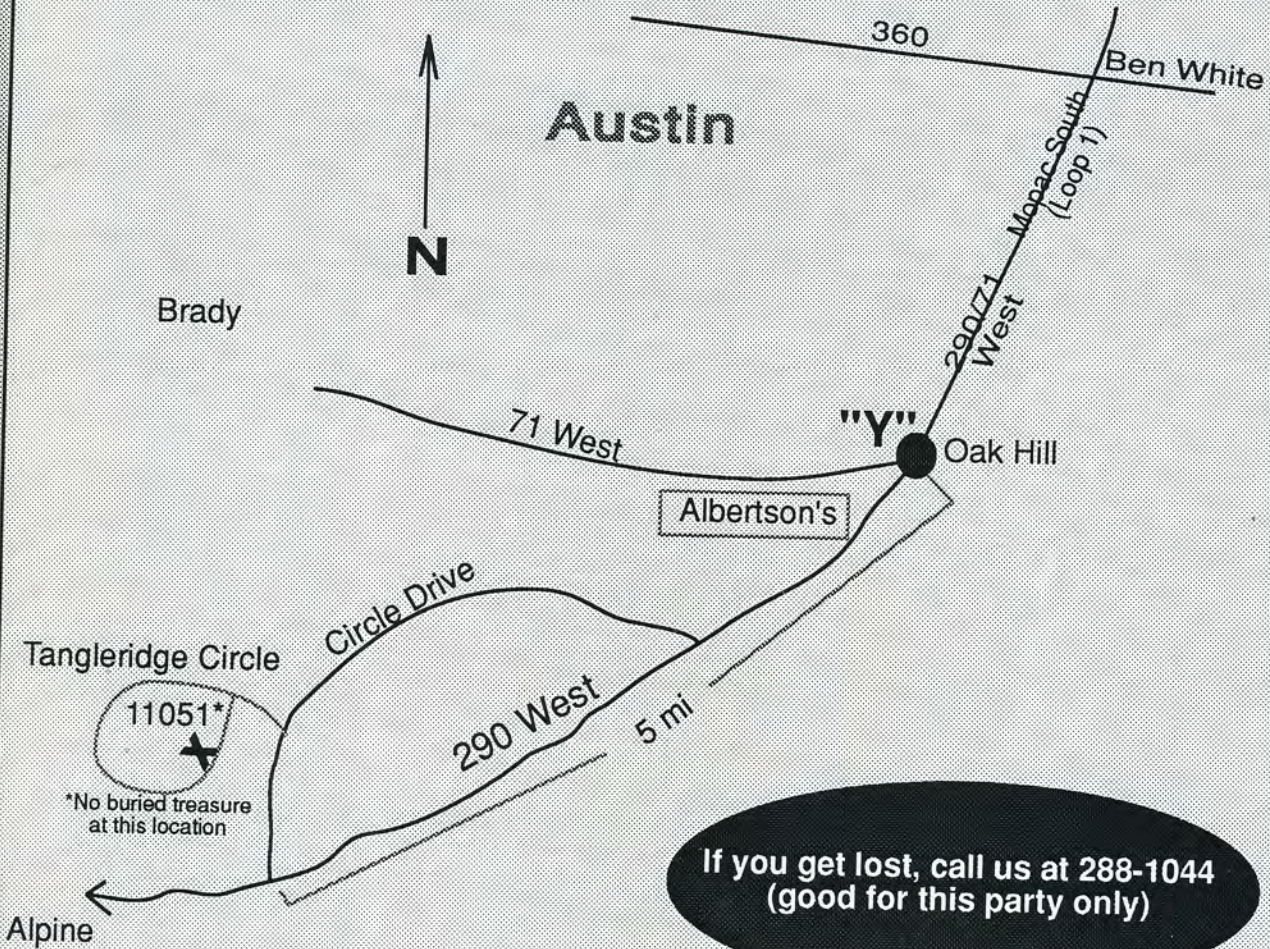 360
Ben White
Austin
Mopac South
(Loop 1)
N
290/71
West
Brady
71 West
"Y"
Oak Hill
Albertson's
Circle Drive
Tangleridge Circle
11051*
X
290 West
5 mi
*No buried treasure
at this location
If you get lost, call us at 288-1044
(good for this party only)
Alpine